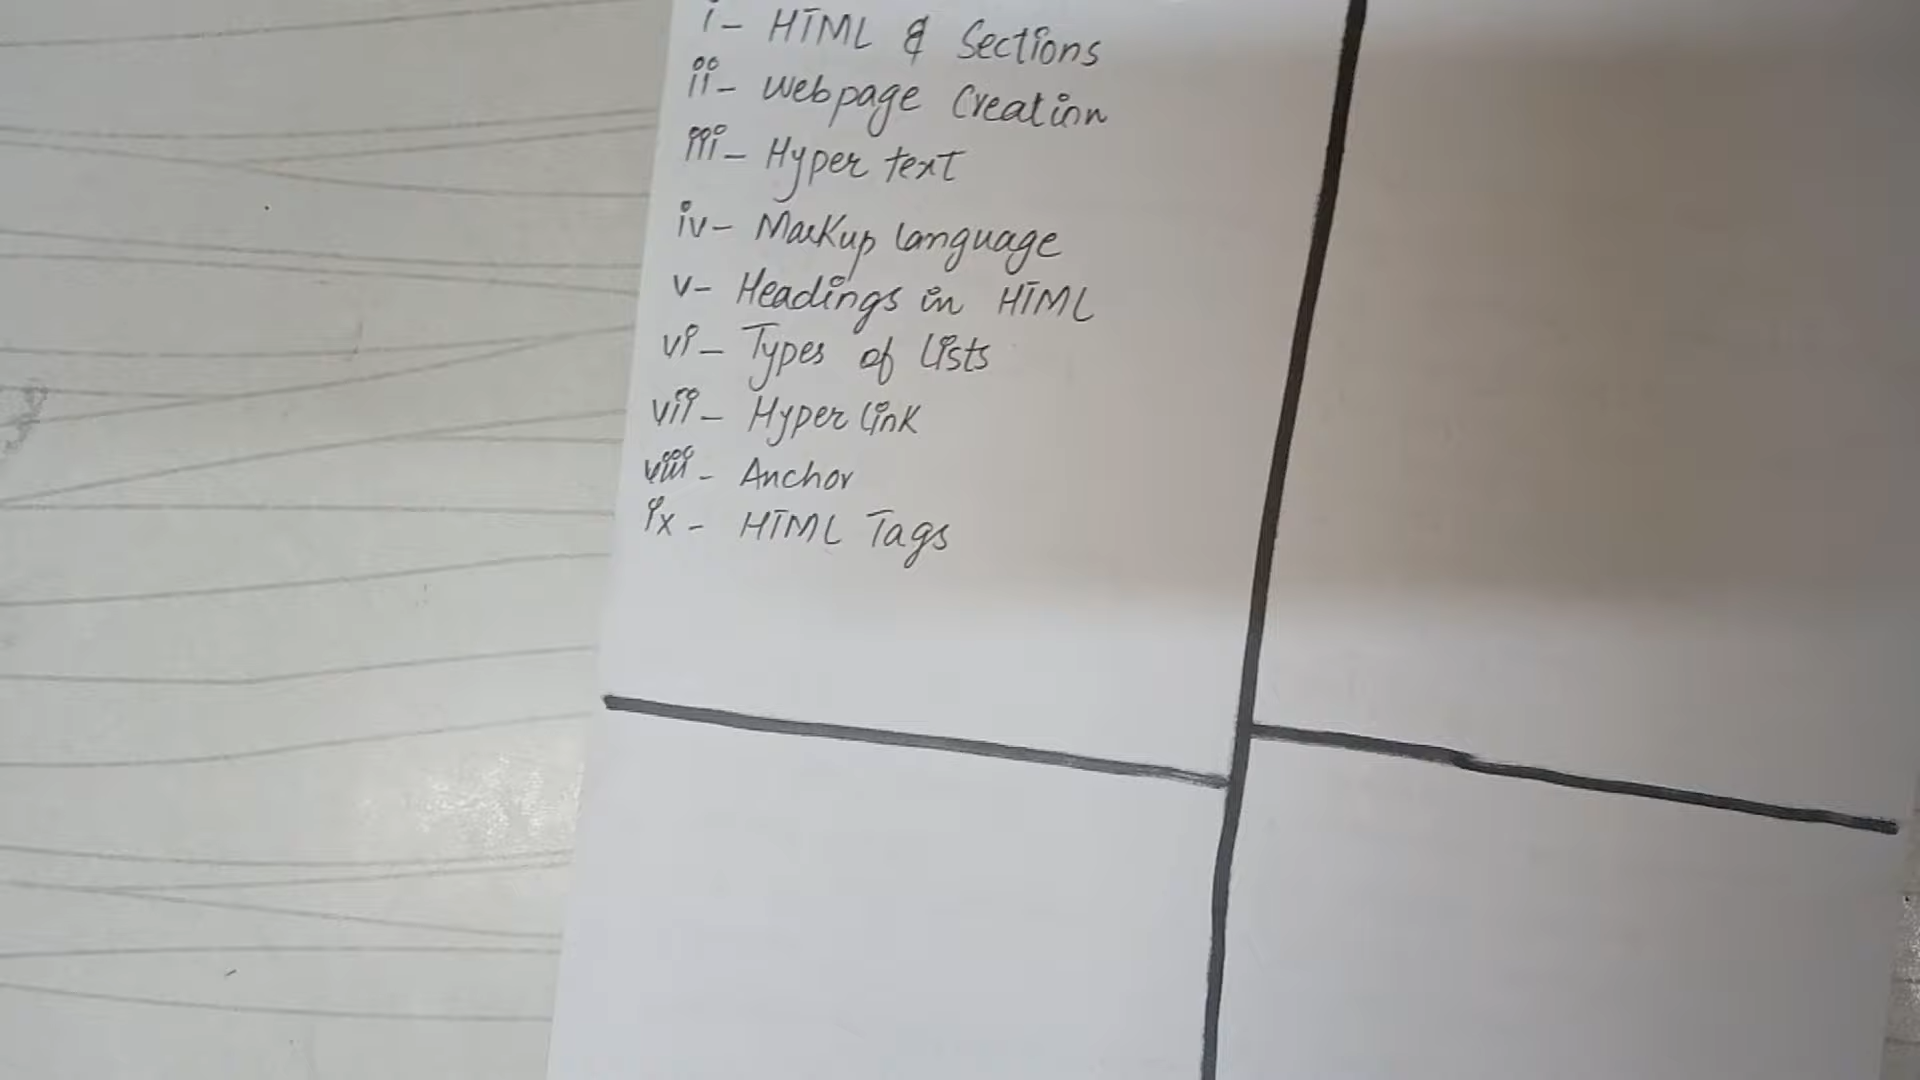 i- HTML & Sections
ii- Webpage Creation
iii- Hyper text
iv- Markup Language
v- Headings in HTML
vi- Types of Lists
vii- Hyper link
viii- Anchor
ix- HTML Tags